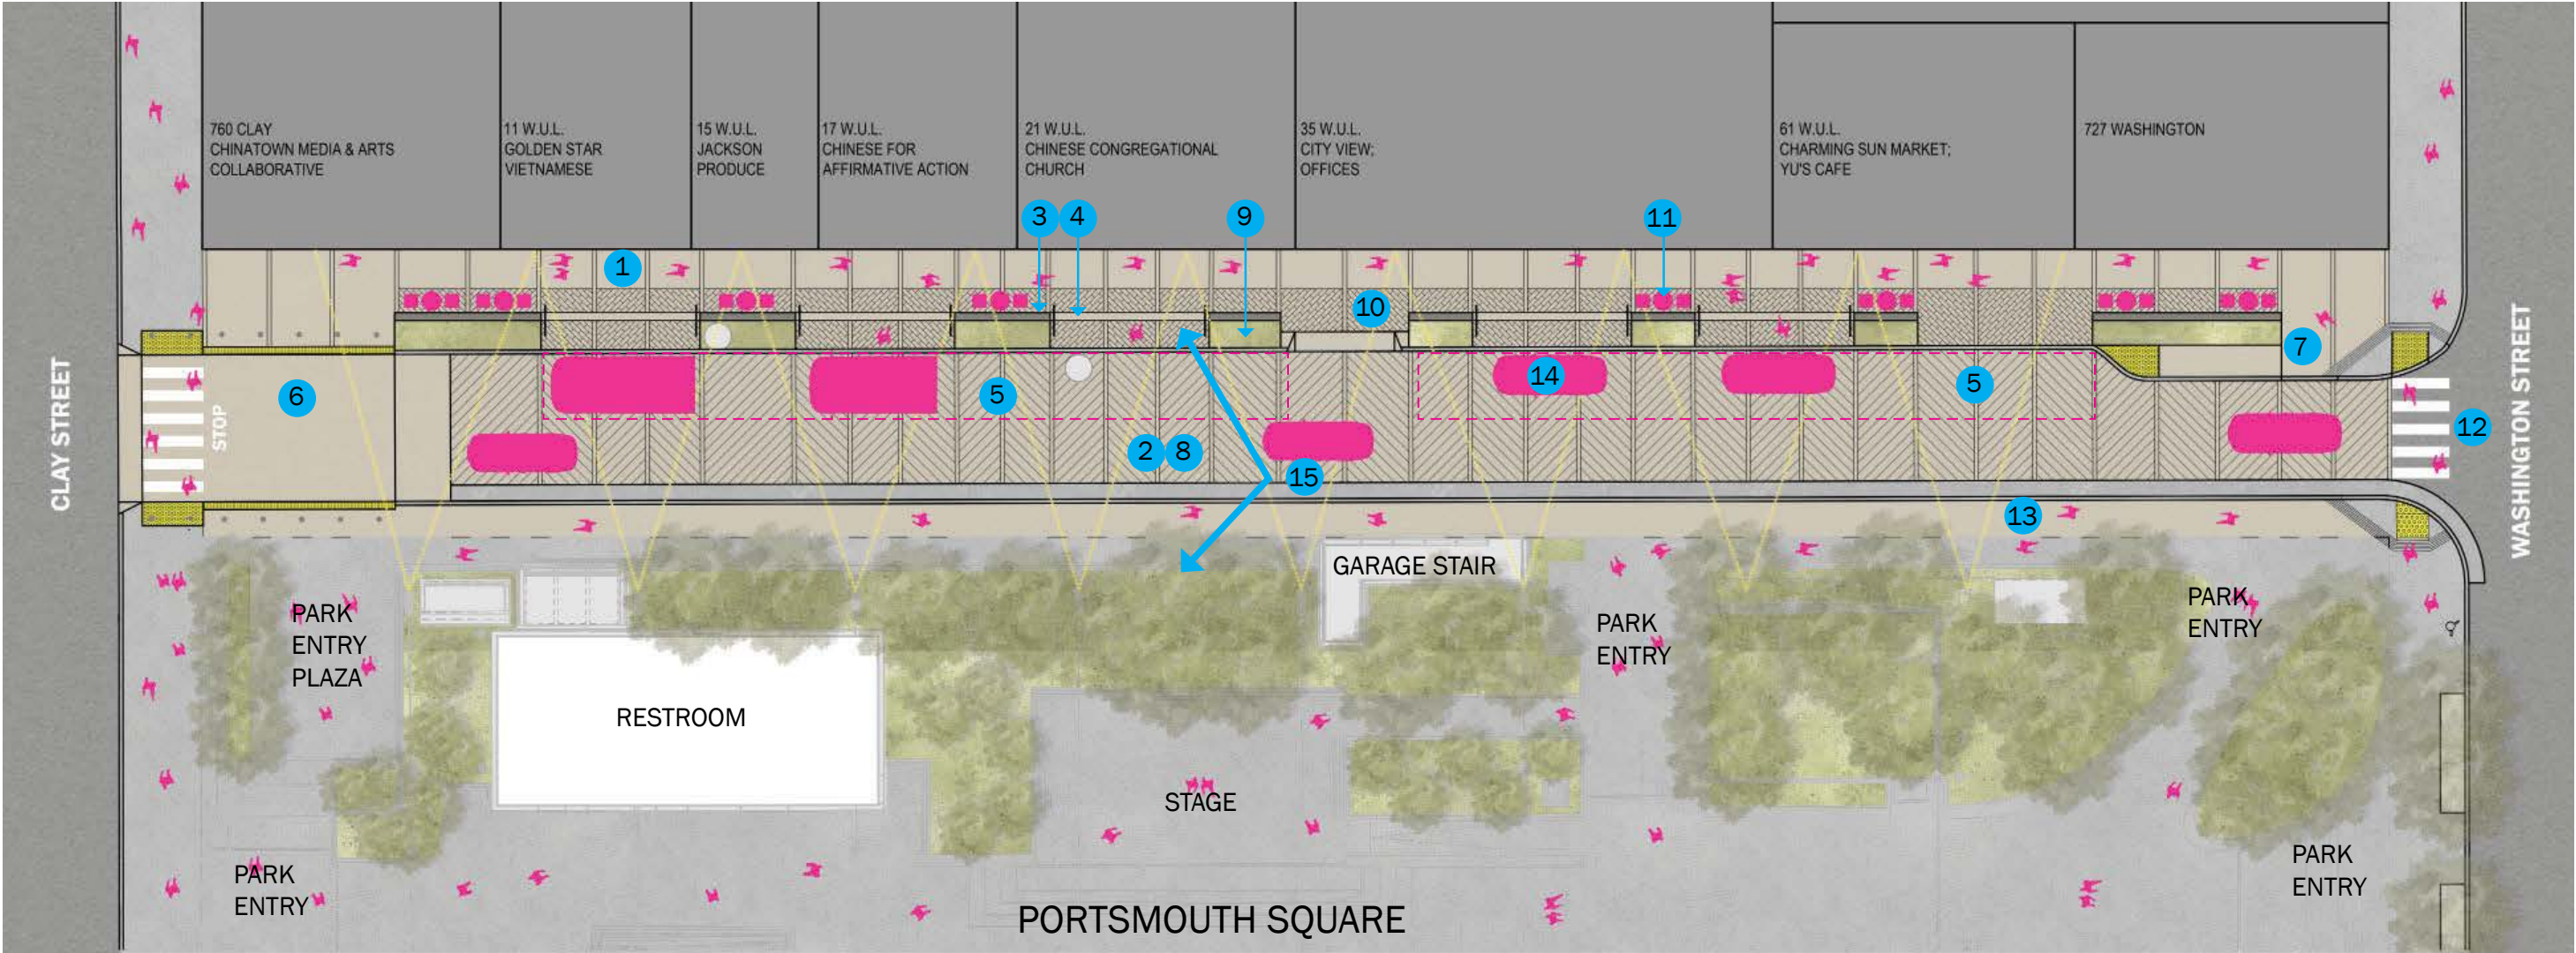 760 CLAY
CHINATOWN MEDIA & ARTS
COLLABORATIVE
11 W.U.L.
GOLDEN STAR
VIETNAMESE
15 W.U.L.
JACKSON
PRODUCE
17 W.U.L.
CHINESE FOR
AFFIRMATIVE ACTION
21 W.U.L.
CHINESE CONGREGATIONAL
CHURCH
35 W.U.L.
CITY VIEW;
OFFICES
61 W.U.L.
CHARMING SUN MARKET;
YU'S CAFE
727 WASHINGTON
3
4
9
11
1
10
7
6
5
14
5
12
2
8
15
13
CLAY STREET
STOP
WASHINGTON STREET
GARAGE STAIR
PARK
ENTRY
PLAZA
RESTROOM
PARK
ENTRY
PARK
ENTRY
STAGE
PARK
ENTRY
PARK
ENTRY
PORTSMOUTH SQUARE